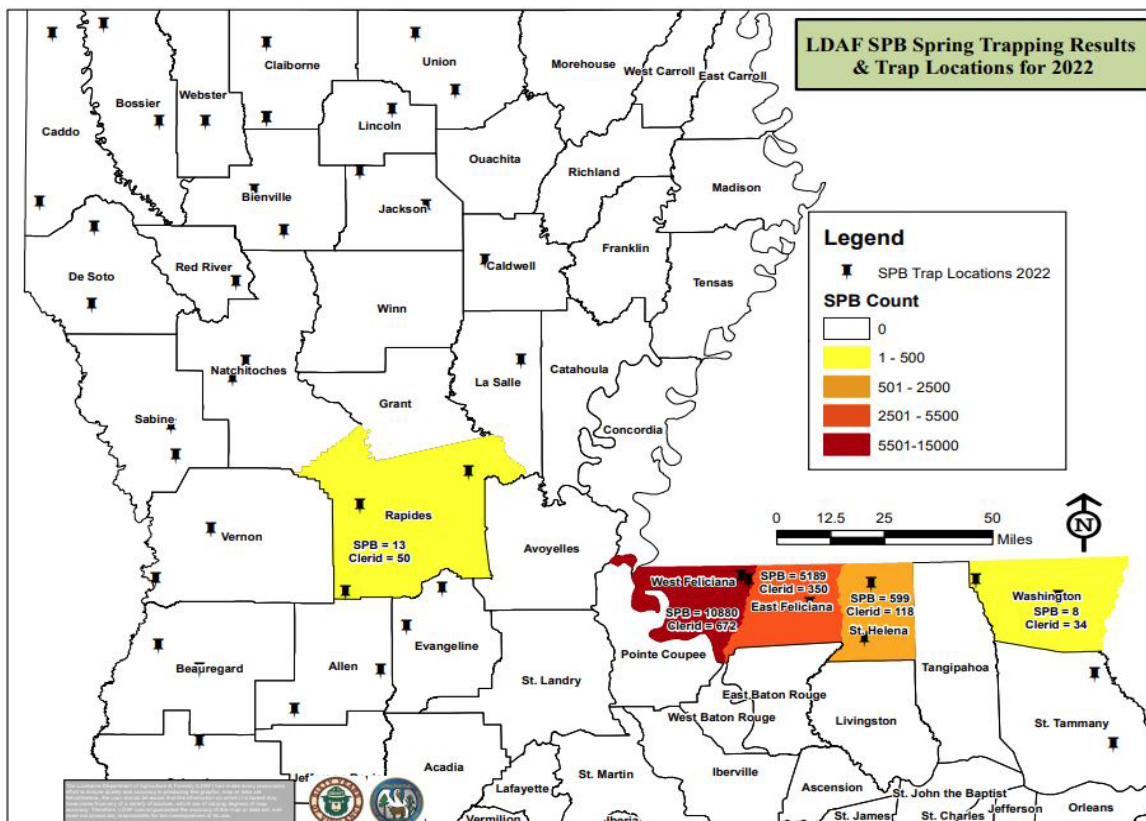 LDAF SPB Spring Trapping Results
& Trap Locations for 2022
Claiborne
Union
Morehouse
West Carroll
East Carroll
Webster
Bossier
Caddo
Lincoln
Ouachita
Richland
Madison
Bienville
Jackson
Franklin
Red River
Caldwell
De Soto
Tensas
Winn
Natchitoches
La Salle
Catahoula
Grant
Sabine
Concordia
Legend
SPB Trap Locations 2022
SPB Count
0
1 - 500
501 - 2500
2501 - 5500
5501-15000
0 12.5 25 50
Miles
N
Rapides
SPB = 13
Clerid = 50
Vernon
Avoyelles
West Feliciana
SPB = 10880
Clerid = 672
SPB = 5189
Clerid = 350
East Feliciana
SPB = 599
Clerid = 118
St. Helena
Washington
SPB = 8
Clerid = 34
Beauregard
Allen
Evangeline
St. Landry
Pointe Coupee
Tangipahoa
East Baton Rouge
West Baton Rouge
Livingston
St. Tammany
Acadia
Lafayette
St. Martin
Iberville
Ascension
St. John the Baptist
Vermilion
St. James
St. Charles
Jefferson
Orleans